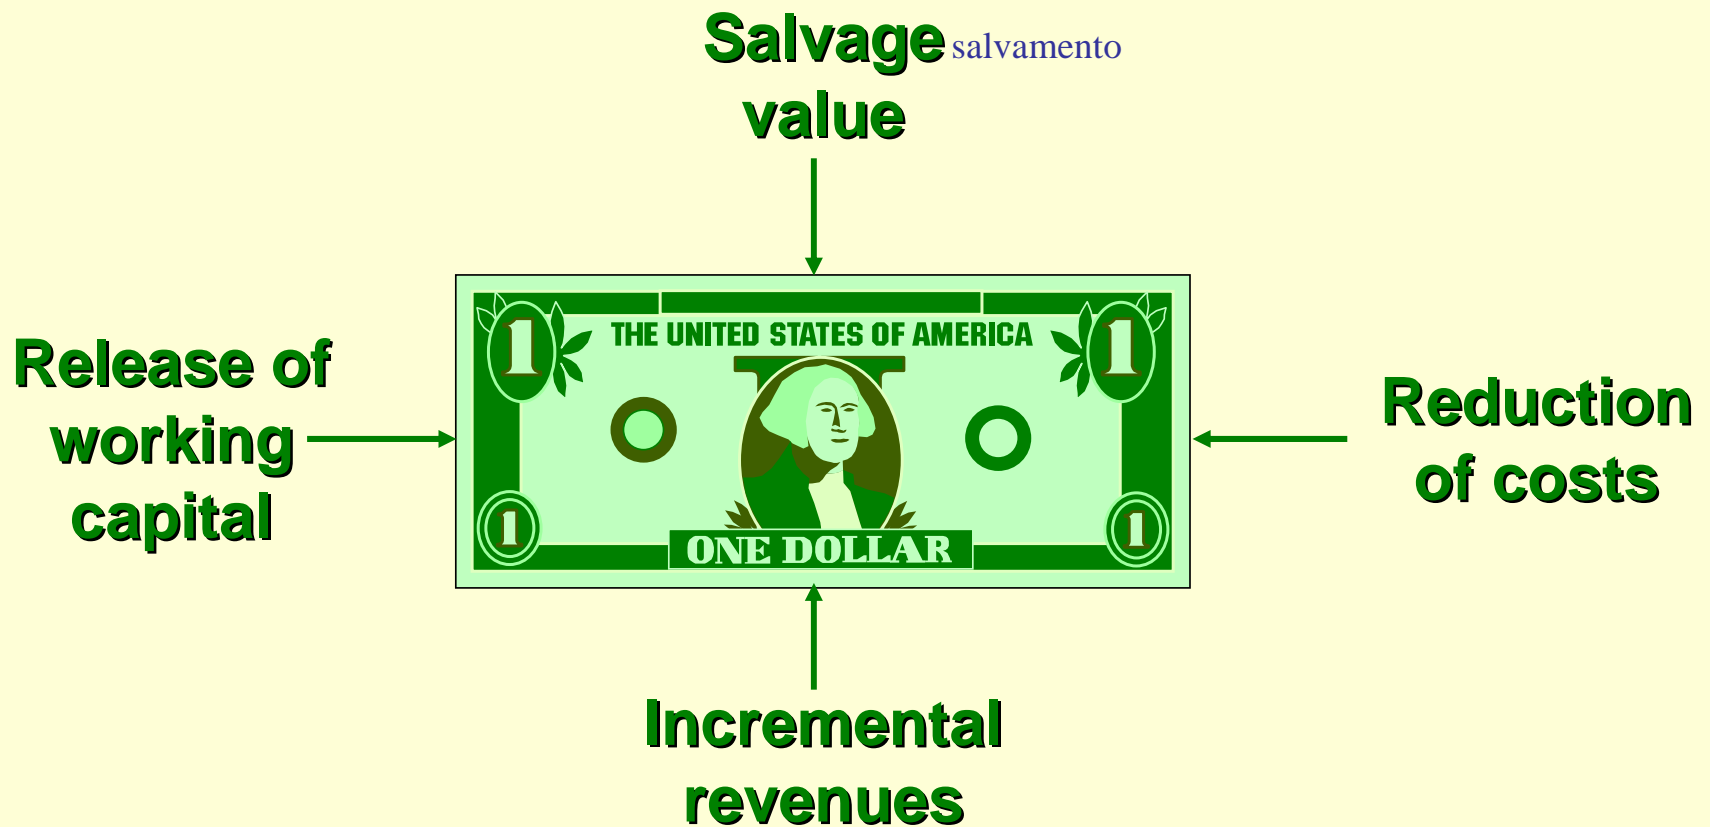 Salvage salvamento
value
1
1
THE UNITED STATES OF AMERICA
Release of
working
capital
Reduction
of costs
1
1
ONE DOLLAR
Incremental
revenues